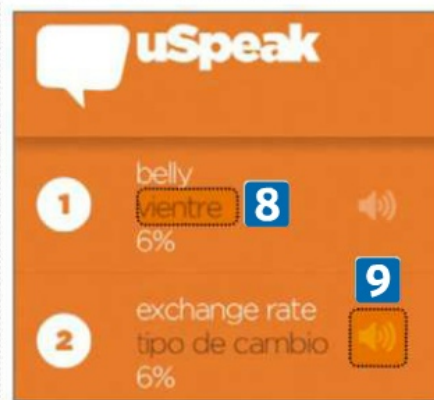 uSpeak
1 belly
vientre 8
6%
9
2 exchange rate
tipo de cambio
6%